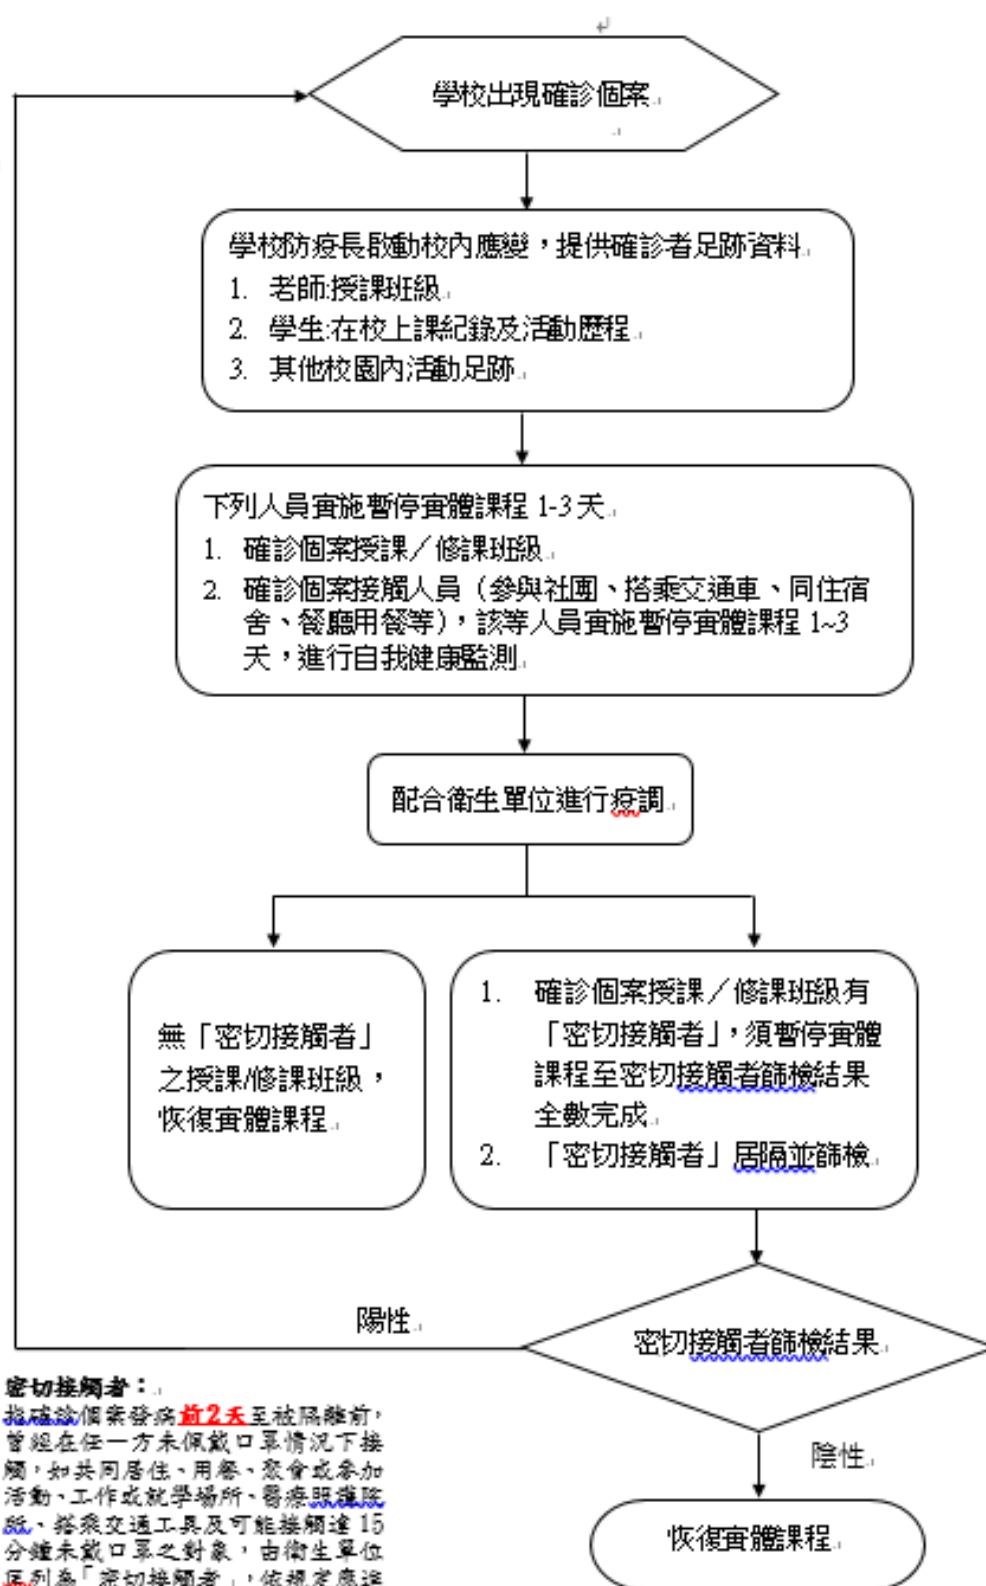 學校出現確診個案
學校防疫長啟動校內應變，提供確診者足跡資料
1. 老師:授課班級
2. 學生:在校上課紀錄及活動歷程
3. 其他校園內活動足跡
下列人員實施暫停實體課程 1-3 天
1. 確診個案授課／修課班級
2. 確診個案接觸人員（參與社團、搭乘交通車、同住宿
舍、餐廳用餐等），該等人員實施暫停實體課程 1~3
天，進行自我健康監測
配合衛生單位進行疫調
無「密切接觸者」
之授課/修課班級，
恢復實體課程
1. 確診個案授課／修課班級有
「密切接觸者」，須暫停實體
課程至密切接觸者篩檢結果
全數完成
2. 「密切接觸者」居隔並篩檢
陽性
密切接觸者篩檢結果
陰性
恢復實體課程
密切接觸者：
指確診個案發病前2天至被隔離前，
曾經在任一方未佩戴口罩情況下接
觸，如共同居住、用餐、聚會或參加
活動、工作或就學場所、醫療照護院
所、搭乘交通工具及可能接觸達 15
分鐘未戴口罩之對象，由衛生單位
匡列為「密切接觸者」，依規定應進